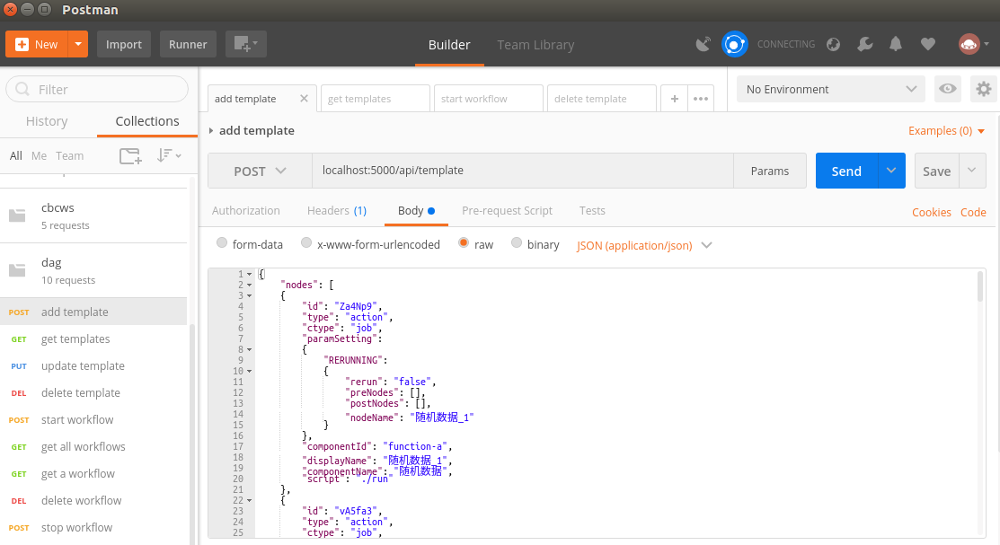 Postman
New Import Runner Builder Team Library CONNECTING
Filter
History Collections
All Me Team
cbcws
5 requests
dag
10 requests
POST add template
GET get templates
PUT update template
DEL delete template
POST start workflow
GET get all workflows
GET get a workflow
DEL delete workflow
POST stop workflow
add template get templates start workflow delete template No Environment
add template Examples (0)
POST localhost:5000/api/template Params Send Save
Authorization Headers (1) Body Pre-request Script Tests Cookies Code
form-data x-www-form-urlencoded raw binary JSON (application/json)
1 {
2 "nodes": [
3 {
4 "id": "Za4Np9",
5 "type": "action",
6 "ctype": "job",
7 "paramSetting":
8 {
9 "RERUNNING":
10 {
11 "rerun": "false",
12 "preNodes": [],
13 "postNodes": [],
14 "nodeName": "随机数据_1"
15 }
16 },
17 "componentId": "function-a",
18 "displayName": "随机数据_1",
19 "componentName": "随机数据",
20 "script": "./run"
21 },
22 {
23 "id": "vA5fa3",
24 "type": "action",
25 "ctype": "job",